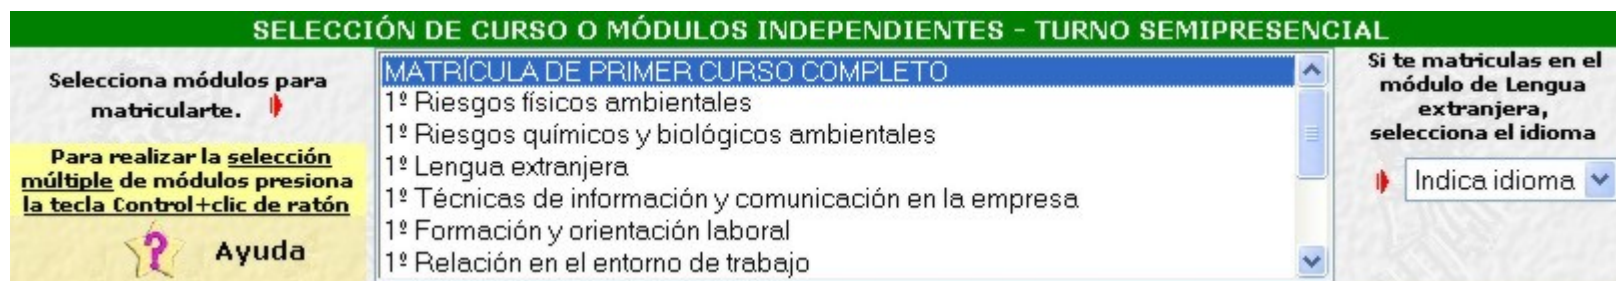 SELECCIÓN DE CURSO O MÓDULOS INDEPENDIENTES - TURNO SEMIPRESENCIAL
Selecciona módulos para
matricularte.
Para realizar la selección
múltiple de módulos presiona
la tecla Control+clic de ratón
Ayuda
MATRÍCULA DE PRIMER CURSO COMPLETO
1º Riesgos físicos ambientales
1º Riesgos químicos y biológicos ambientales
1º Lengua extranjera
1º Técnicas de información y comunicación en la empresa
1º Formación y orientación laboral
1º Relación en el entorno de trabajo
Si te matriculas en el
módulo de Lengua
extranjera,
selecciona el idioma
Indica idioma